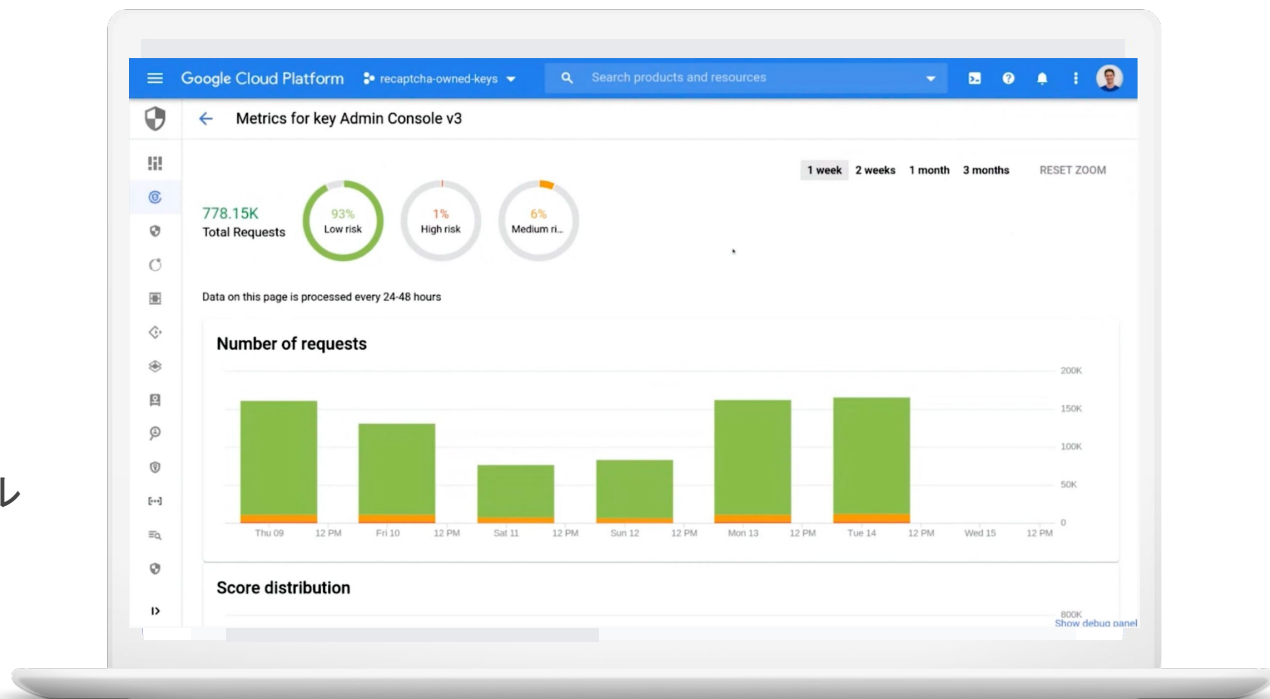 Google Cloud Platform recaptcha-owned-keys Search products and resources
Metrics for key Admin Console v3
1 week 2 weeks 1 month 3 months RESET ZOOM
778.15K
Total Requests
93%
Low risk
1%
High risk
6%
Medium ri...
Data on this page is processed every 24-48 hours
Number of requests
200K
150K
100K
50K
0
Thu 09 12 PM Fri 10 12 PM Sat 11 12 PM Sun 12 12 PM Mon 13 12 PM Tue 14 12 PM Wed 15 12 PM
ル
Score distribution
800K
Show debug panel